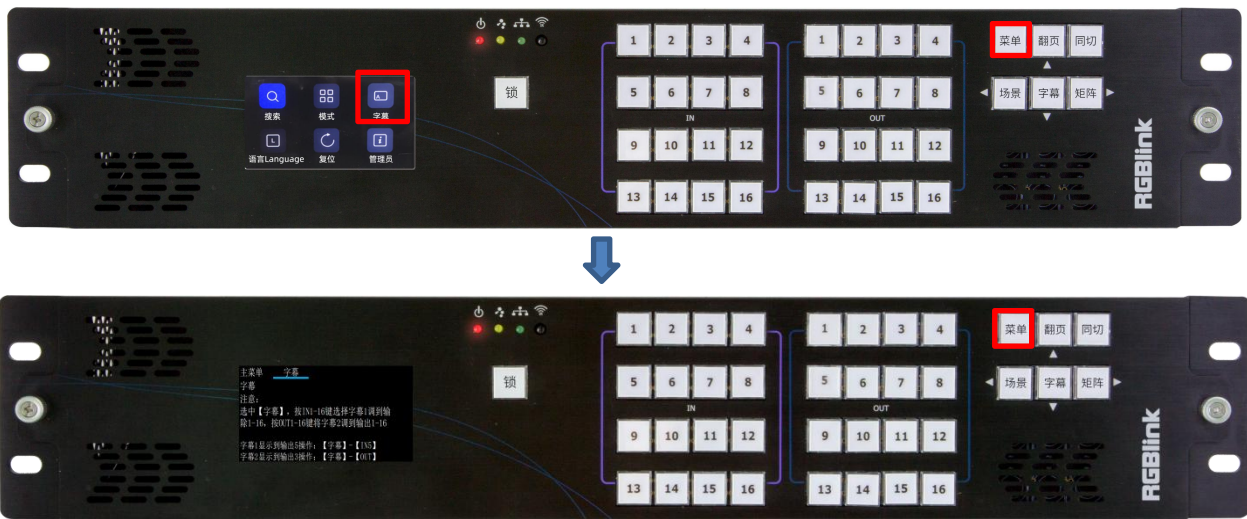 1 2 3 4
1 2 3 4
菜单 翻页 同切
搜索 模式 字幕
锁
5 6 7 8
5 6 7 8
场景 字幕 矩阵
IN
OUT
语言Language 复位 管理员
9 10 11 12
9 10 11 12
13 14 15 16
13 14 15 16
RGBlink
1 2 3 4
1 2 3 4
菜单 翻页 同切
主菜单 字幕
字幕
注意:
选中【字幕】，按IN1-16键选择字幕1调到输
除1-16，按OUT1-16键将字幕2调到输出1-16
字幕1显示到输出5操作：【字幕】-【IN5】
字幕2显示到输出3操作：【字幕】-【OUT】
锁
5 6 7 8
5 6 7 8
场景 字幕 矩阵
IN
OUT
9 10 11 12
9 10 11 12
13 14 15 16
13 14 15 16
RGBlink